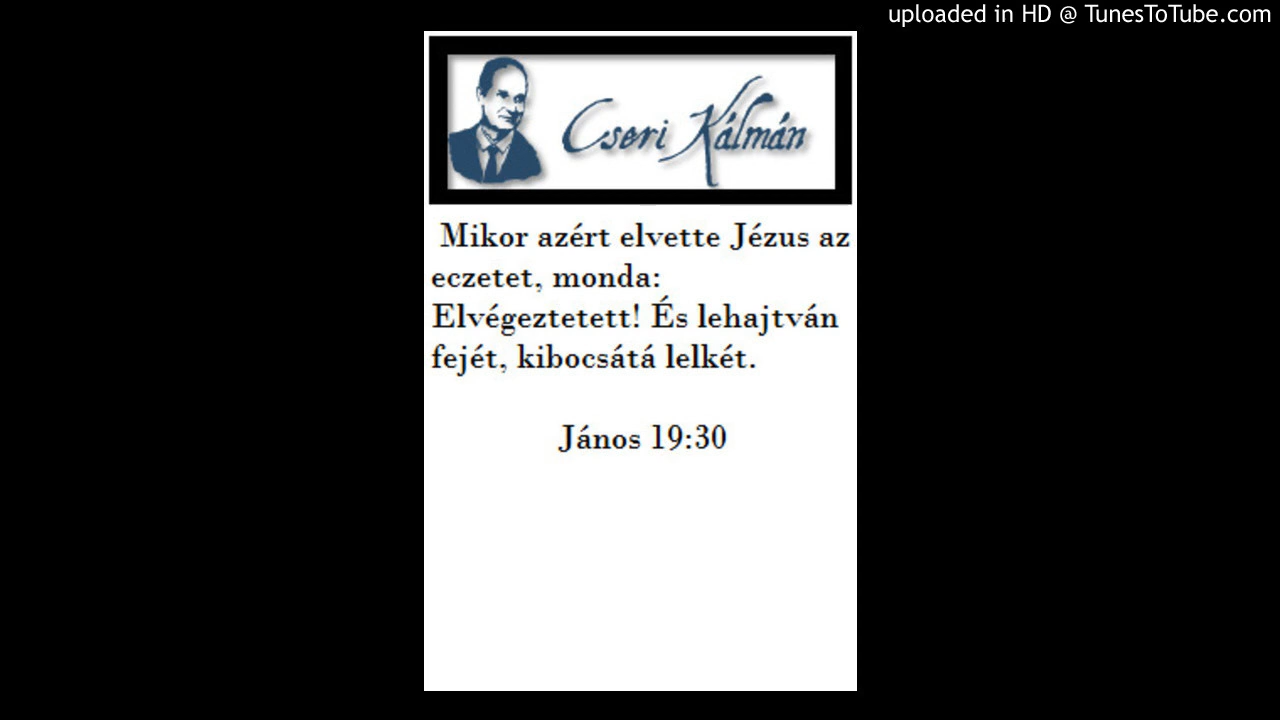 uploaded in HD @ TunesToTube.com
Cseri Kálmán
Mikor azért elvette Jézus az
eczetet, monda:
Elvégeztetett! És lehajtván
fejét, kibocsátá lelkét.
János 19:30